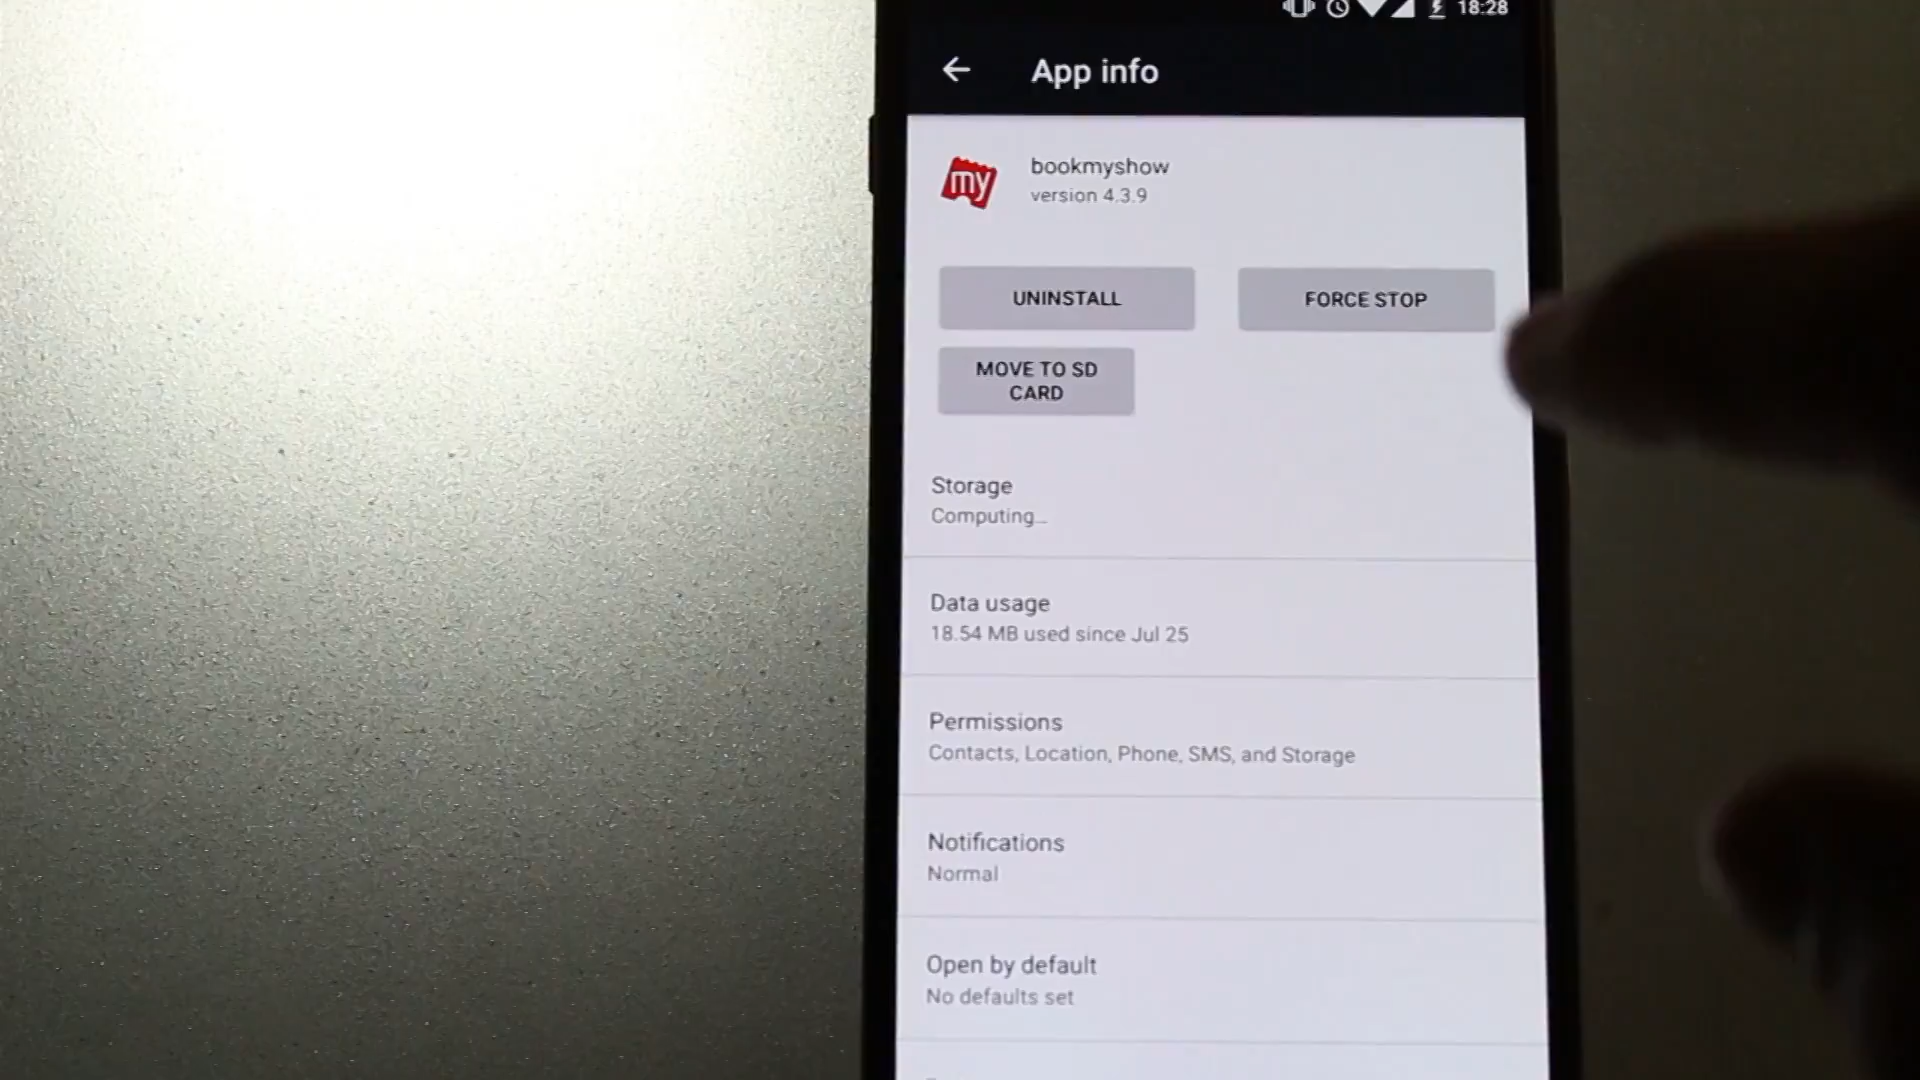 18:28
App info
my
bookmyshow
version 4.3.9
UNINSTALL
FORCE STOP
MOVE TO SD
CARD
Storage
Computing...
Data usage
18.54 MB used since Jul 25
Permissions
Contacts, Location, Phone, SMS, and Storage
Notifications
Normal
Open by default
No defaults set